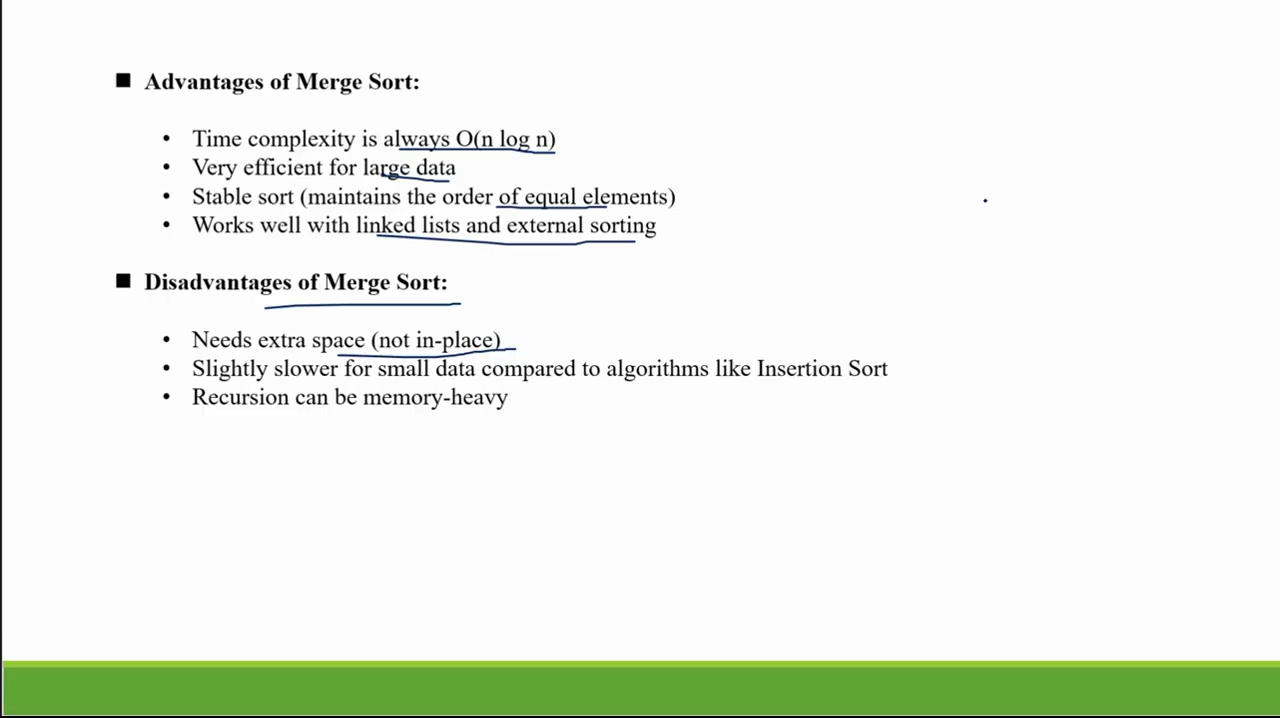 ■ Advantages of Merge Sort:
• Time complexity is always O(n log n)
• Very efficient for large data
• Stable sort (maintains the order of equal elements)
• Works well with linked lists and external sorting
■ Disadvantages of Merge Sort:
• Needs extra space (not in-place)
• Slightly slower for small data compared to algorithms like Insertion Sort
• Recursion can be memory-heavy